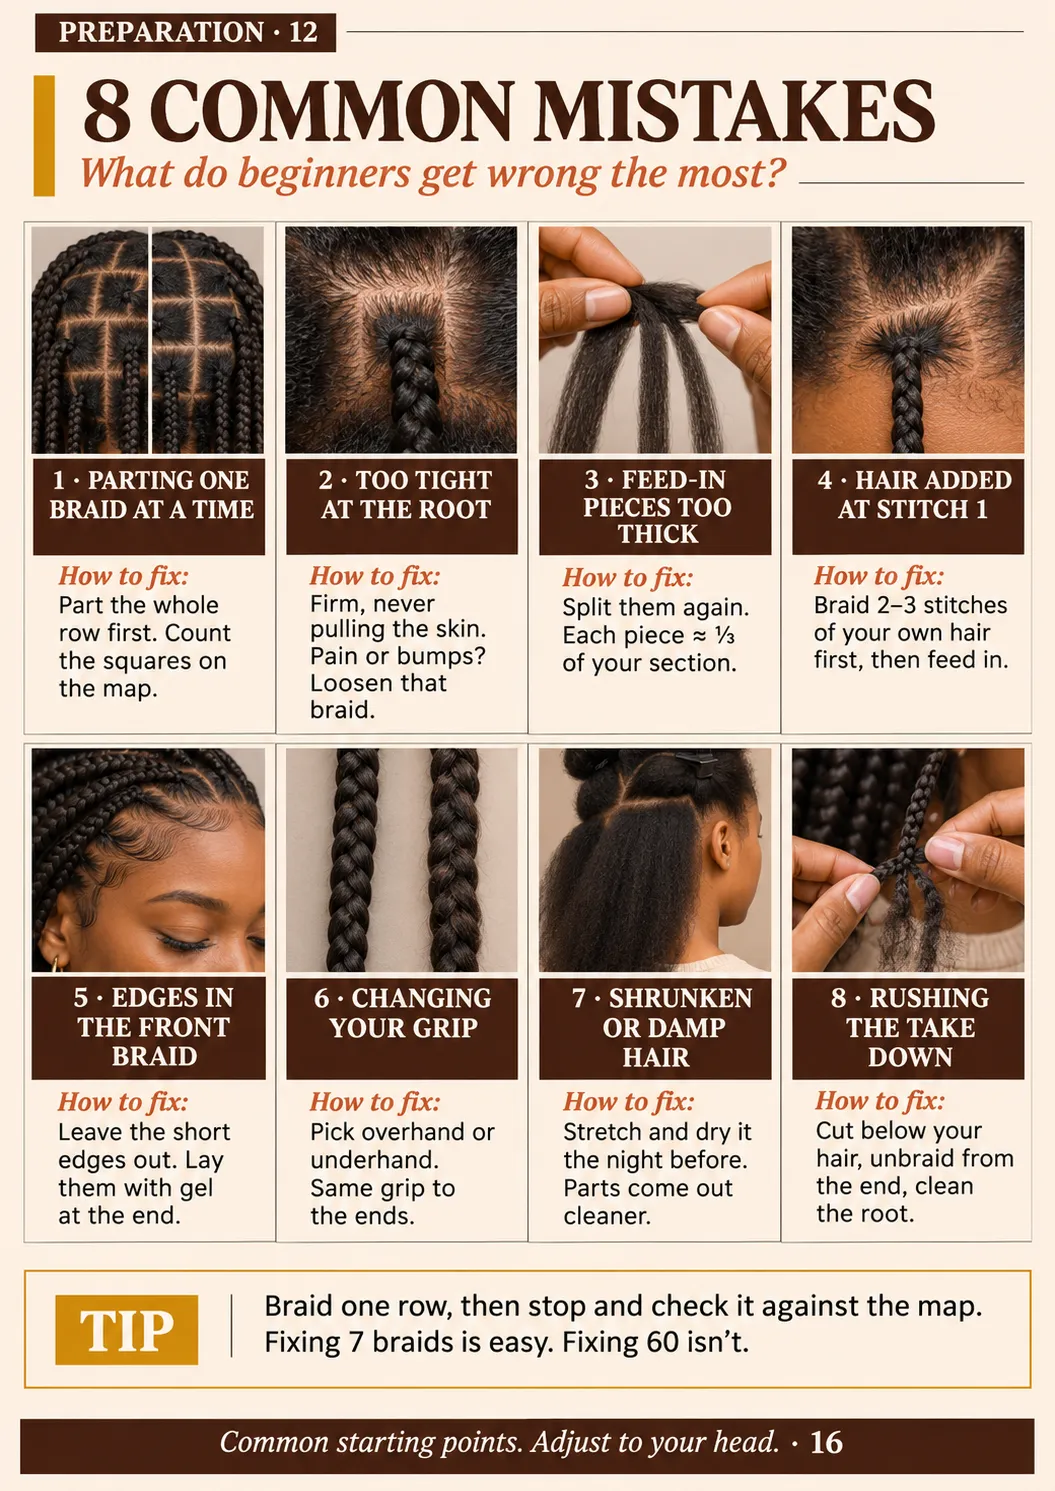 PREPARATION · 12
8 COMMON MISTAKES
What do beginners get wrong the most?
1 · PARTING ONE
BRAID AT A TIME
How to fix:
Part the whole
row first. Count
the squares on
the map.
2 · TOO TIGHT
AT THE ROOT
How to fix:
Firm, never
pulling the skin.
Pain or bumps?
Loosen that
braid.
3 · FEED-IN
PIECES TOO
THICK
How to fix:
Split them again.
Each piece ≈ ⅓
of your section.
4 · HAIR ADDED
AT STITCH 1
How to fix:
Braid 2–3 stitches
of your own hair
first, then feed in.
5 · EDGES IN
THE FRONT
BRAID
How to fix:
Leave the short
edges out. Lay
them with gel
at the end.
6 · CHANGING
YOUR GRIP
How to fix:
Pick overhand or
underhand.
Same grip to
the ends.
7 · SHRUNKEN
OR DAMP
HAIR
How to fix:
Stretch and dry it
the night before.
Parts come out
cleaner.
8 · RUSHING
THE TAKE
DOWN
How to fix:
Cut below your
hair, unbraid from
the end, clean
the root.
TIP
Braid one row, then stop and check it against the map.
Fixing 7 braids is easy. Fixing 60 isn’t.
Common starting points. Adjust to your head. · 16